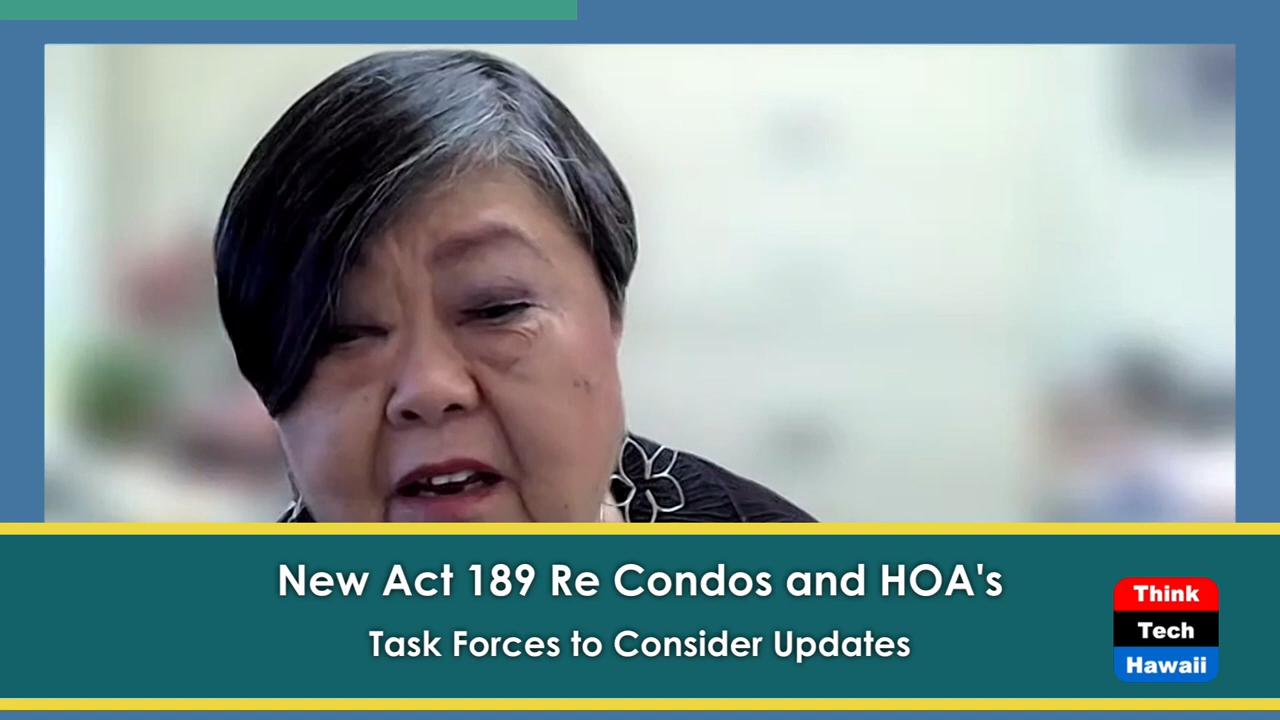 New Act 189 Re Condos and HOA's
Task Forces to Consider Updates
Think
Tech
Hawaii